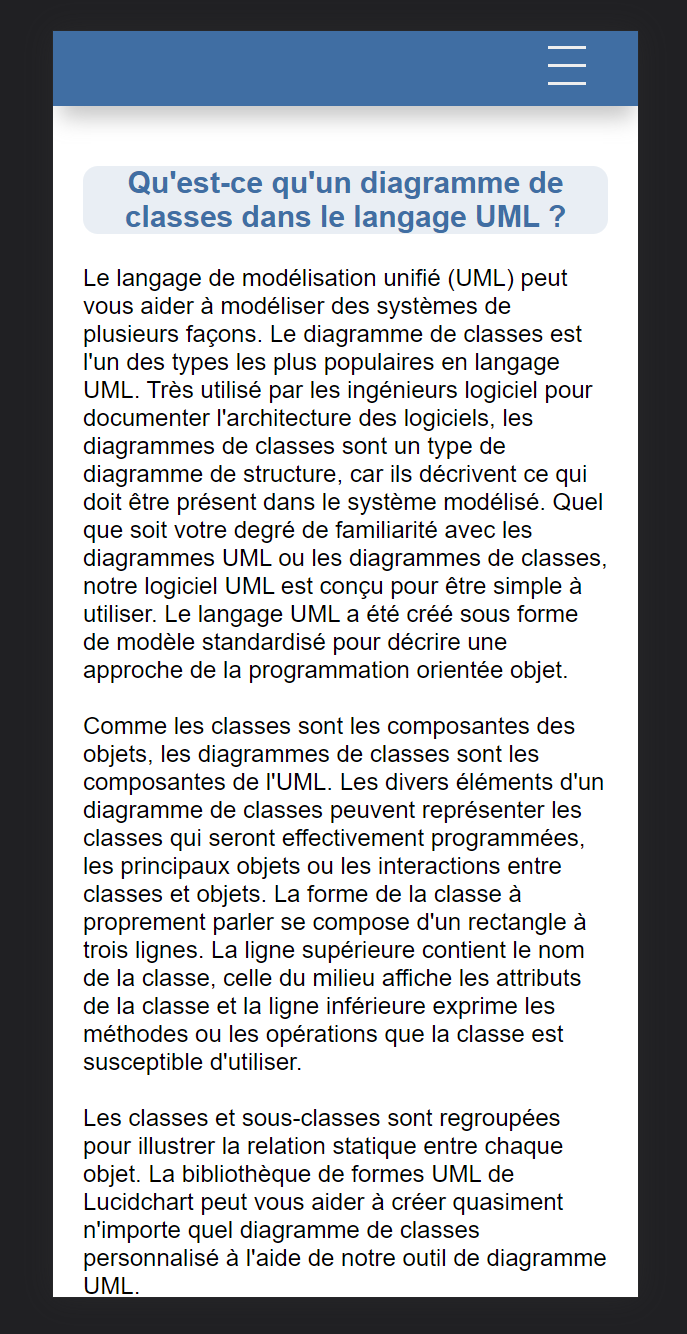 Qu'est-ce qu'un diagramme de
classes dans le langage UML ?
Le langage de modélisation unifié (UML) peut
vous aider à modéliser des systèmes de
plusieurs façons. Le diagramme de classes est
l'un des types les plus populaires en langage
UML. Très utilisé par les ingénieurs logiciel pour
documenter l'architecture des logiciels, les
diagrammes de classes sont un type de
diagramme de structure, car ils décrivent ce qui
doit être présent dans le système modélisé. Quel
que soit votre degré de familiarité avec les
diagrammes UML ou les diagrammes de classes,
notre logiciel UML est conçu pour être simple à
utiliser. Le langage UML a été créé sous forme
de modèle standardisé pour décrire une
approche de la programmation orientée objet.
Comme les classes sont les composantes des
objets, les diagrammes de classes sont les
composantes de l'UML. Les divers éléments d'un
diagramme de classes peuvent représenter les
classes qui seront effectivement programmées,
les principaux objets ou les interactions entre
classes et objets. La forme de la classe à
proprement parler se compose d'un rectangle à
trois lignes. La ligne supérieure contient le nom
de la classe, celle du milieu affiche les attributs
de la classe et la ligne inférieure exprime les
méthodes ou les opérations que la classe est
susceptible d'utiliser.
Les classes et sous-classes sont regroupées
pour illustrer la relation statique entre chaque
objet. La bibliothèque de formes UML de
Lucidchart peut vous aider à créer quasiment
n'importe quel diagramme de classes
personnalisé à l'aide de notre outil de diagramme
UML.